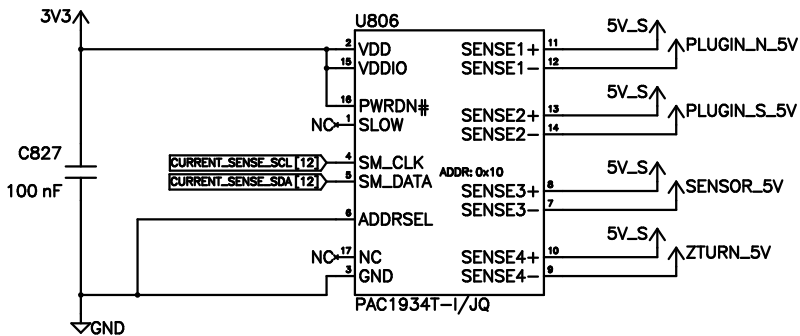 3V3
C827
100 nF
GND
U806
2 VDD
15 VDDIO
16 PWRDN#
NC 1 SLOW
CURRENT_SENSE_SCL [12] 4 SM_CLK
CURRENT_SENSE_SDA [12] 5 SM_DATA
6 ADDRSEL
NC 17 NC
3 GND
ADDR: 0x10
SENSE1+ 11 5V_S
SENSE1- 12 PLUGIN_N_5V
SENSE2+ 13 5V_S
SENSE2- 14 PLUGIN_S_5V
SENSE3+ 8 5V_S
SENSE3- 7 SENSOR_5V
SENSE4+ 10 5V_S
SENSE4- 9 ZTURN_5V
PAC1934T-I/JQ